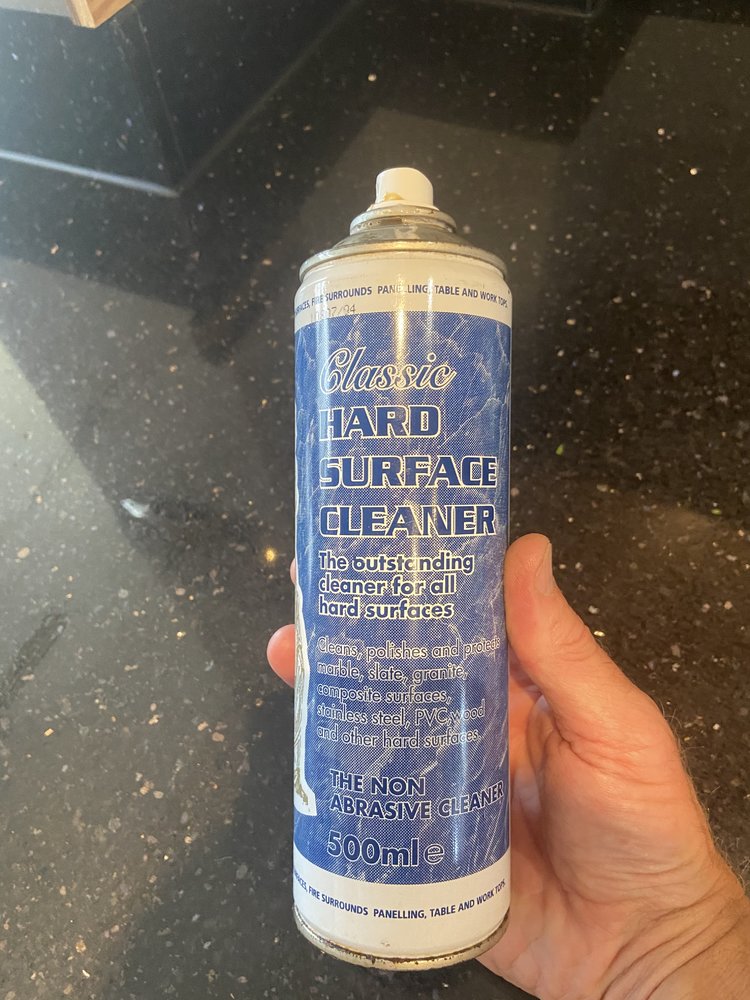 FIRE SURROUNDS PANELLING, TABLE AND WORK TOPS,
07/94
Classic
HARD
SURFACE
CLEANER
The outstanding
cleaner for all
hard surfaces
Cleans, polishes and protects
marble, slate, granite,
composite surfaces,
stainless steel, PVC, wood
and other hard surfaces.
THE NON
ABRASIVE CLEANER
500ml e
FIRE SURROUNDS PANELLING, TABLE AND WORK TOPS,